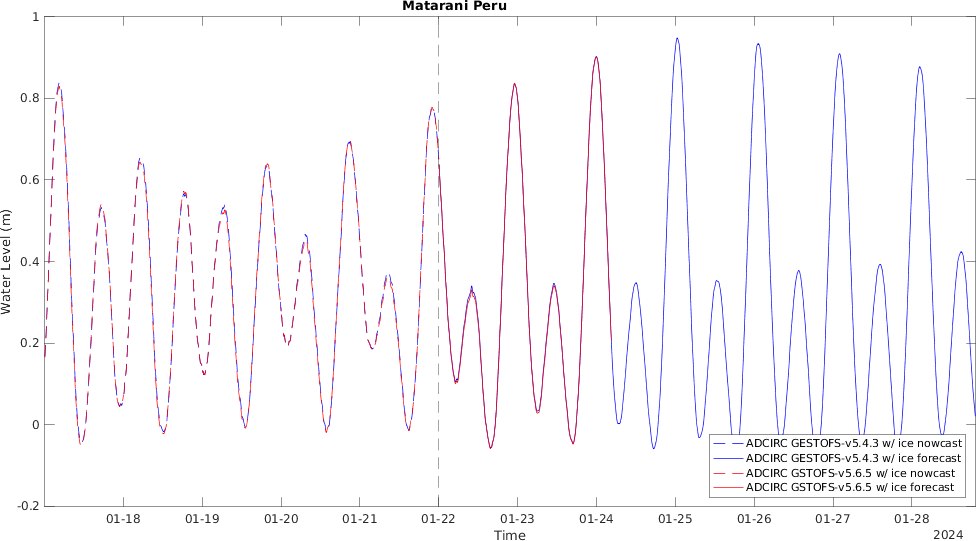 Matarani Peru
1
0.8
0.6
0.4
0.2
0
-0.2
Water Level (m)
ADCIRC GESTOFS-v5.4.3 w/ ice nowcast
ADCIRC GESTOFS-v5.4.3 w/ ice forecast
ADCIRC GSTOFS-v5.6.5 w/ ice nowcast
ADCIRC GSTOFS-v5.6.5 w/ ice forecast
01-18 01-19 01-20 01-21 01-22 01-23 01-24 01-25 01-26 01-27 01-28
Time
2024